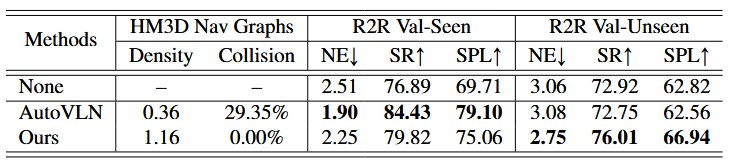 Methods HM3D Nav Graphs R2R Val-Seen R2R Val-Unseen
Density Collision NE↓ SR↑ SPL↑ NE↓ SR↑ SPL↑
None – – 2.51 76.89 69.71 3.06 72.92 62.82
AutoVLN 0.36 29.35% 1.90 84.43 79.10 3.08 72.75 62.56
Ours 1.16 0.00% 2.25 79.82 75.06 2.75 76.01 66.94